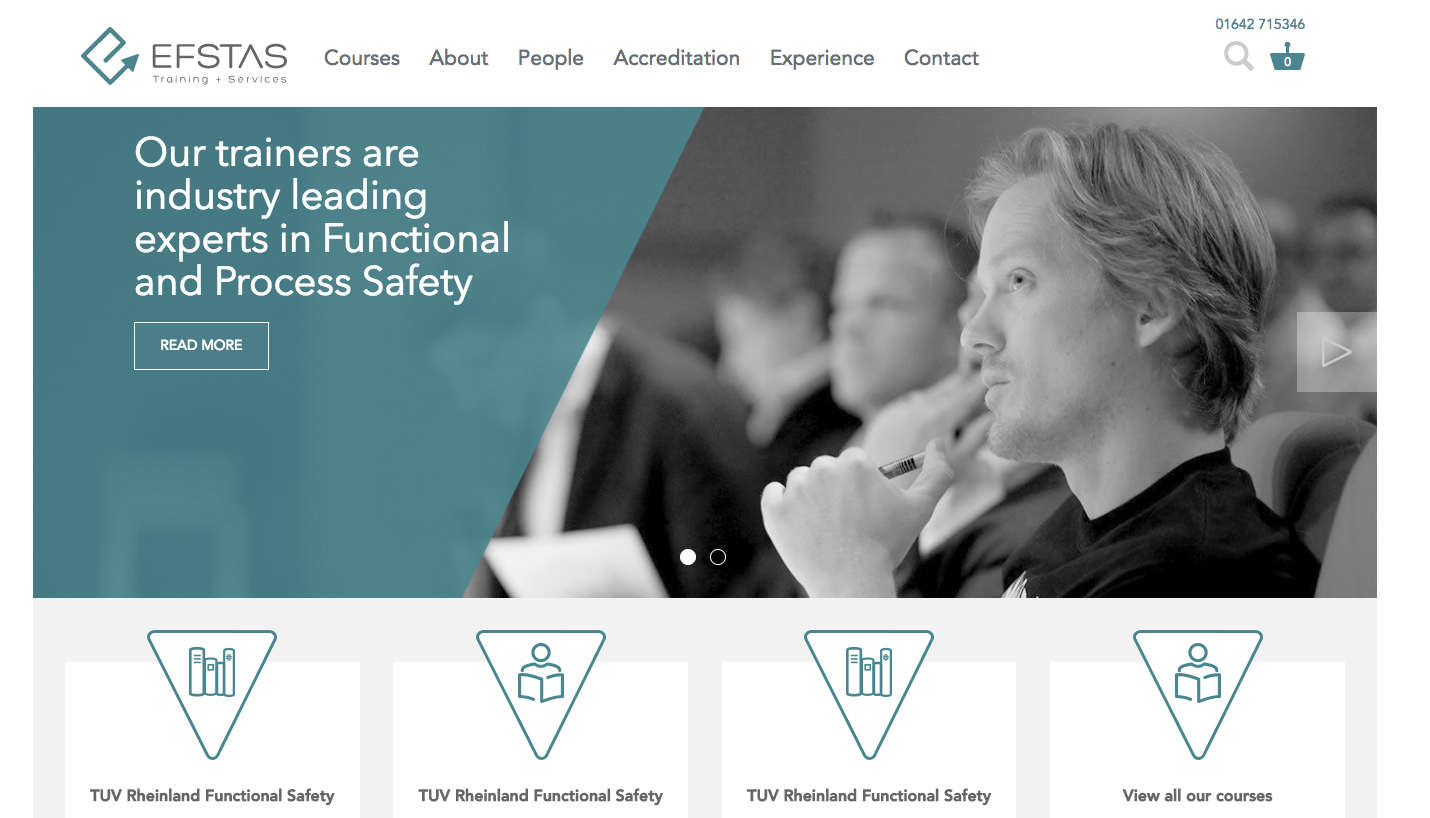 01642 715346
EFSTAS
Training + Services
Courses About People Accreditation Experience Contact
0
Our trainers are
industry leading
experts in Functional
and Process Safety
READ MORE
TUV Rheinland Functional Safety
TUV Rheinland Functional Safety
TUV Rheinland Functional Safety
View all our courses